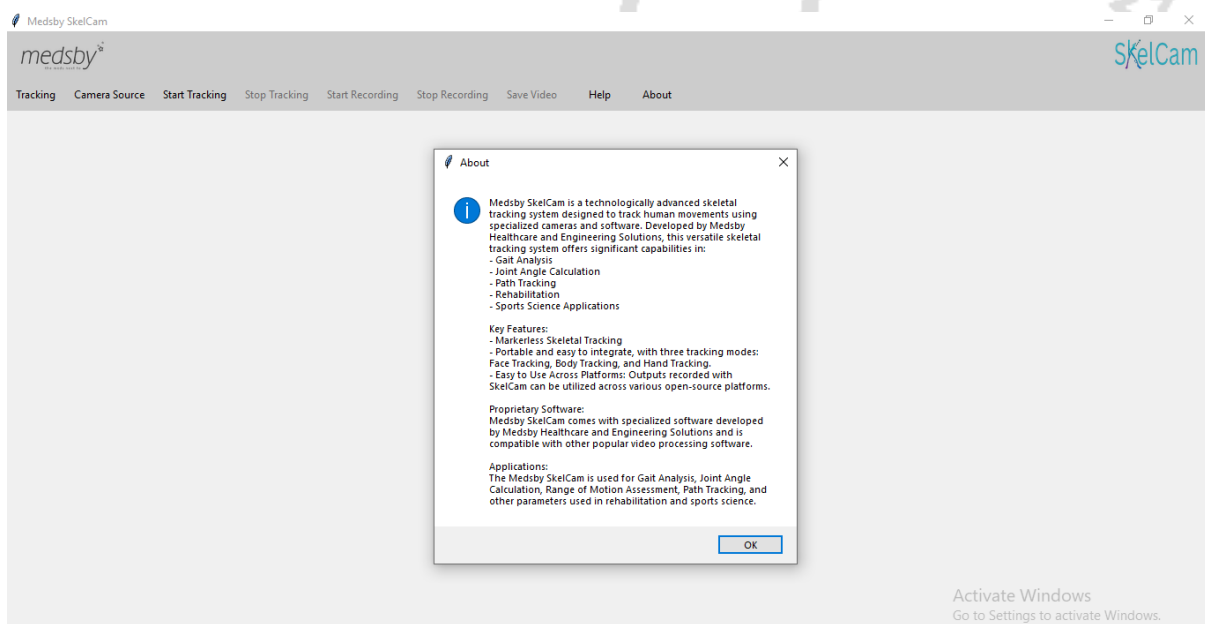 Medsby SkelCam
medsby
SkelCam
Tracking Camera Source Start Tracking Stop Tracking Start Recording Stop Recording Save Video Help About
About
Medsby SkelCam is a technologically advanced skeletal
tracking system designed to track human movements using
specialized cameras and software. Developed by Medsby
Healthcare and Engineering Solutions, this versatile skeletal
tracking system offers significant capabilities in:
- Gait Analysis
- Joint Angle Calculation
- Path Tracking
- Rehabilitation
- Sports Science Applications
Key Features:
- Markerless Skeletal Tracking
- Portable and easy to integrate, with three tracking modes:
Face Tracking, Body Tracking, and Hand Tracking.
- Easy to Use Across Platforms: Outputs recorded with
SkelCam can be utilized across various open-source platforms.
Proprietary Software:
Medsby SkelCam comes with specialized software developed
by Medsby Healthcare and Engineering Solutions and is
compatible with other popular video processing software.
Applications:
The Medsby SkelCam is used for Gait Analysis, Joint Angle
Calculation, Range of Motion Assessment, Path Tracking, and
other parameters used in rehabilitation and sports science.
OK
Activate Windows
Go to Settings to activate Windows.